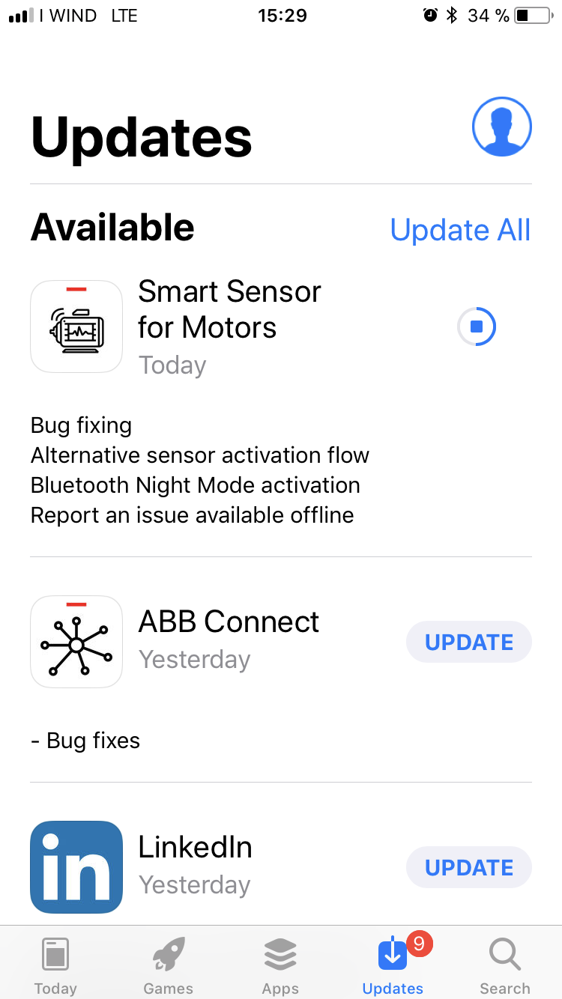 I WIND LTE 15:29 34 %
Updates
Available Update All
Smart Sensor
for Motors
Today
Bug fixing
Alternative sensor activation flow
Bluetooth Night Mode activation
Report an issue available offline
ABB Connect
Yesterday
UPDATE
- Bug fixes
in
LinkedIn
Yesterday
UPDATE
9
Today Games Apps Updates Search